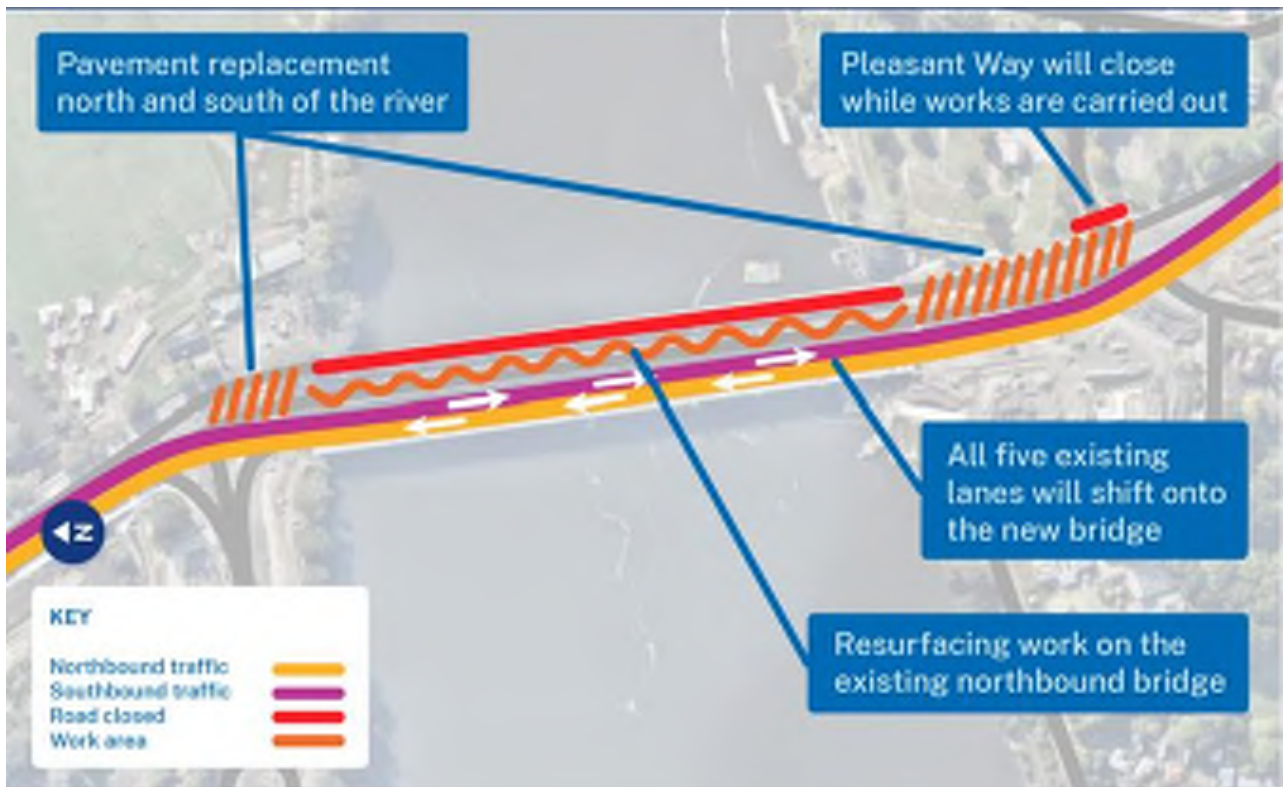 Pavement replacement
north and south of the river
Pleasant Way will close
while works are carried out
All five existing
lanes will shift onto
the new bridge
N
Resurfacing work on the
existing northbound bridge
KEY
Northbound traffic
Southbound traffic
Road closed
Work area